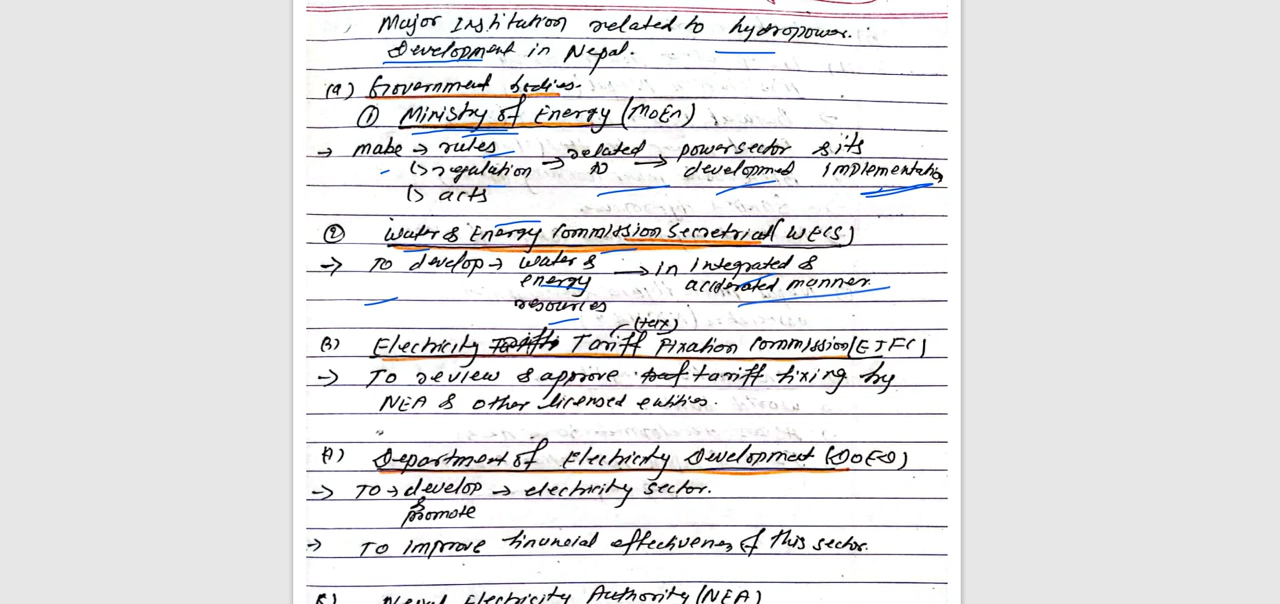 Major Institution related to hydropower.
Development in Nepal.
(a) Government bodies.
① Ministry of Energy (MoEn)
→ make → rules → related to → power sector & its
↳ regulation development implementation
↳ acts
② Water & Energy Commission Secretriat (WECS)
→ To develop → water & → in integrated &
energy accelerated manner.
resources
(tax)
3) Electricity Tariff Fixation Commission (ETFC)
→ To review & approve tariff fixing by
NEA & other licensed entities.
4) Department of Electricity Development (DOED)
→ To → develop → electricity sector.
& promote
→ To improve financial effectivenes of this sector.
5) Nepal Electricity Authority (NEA)